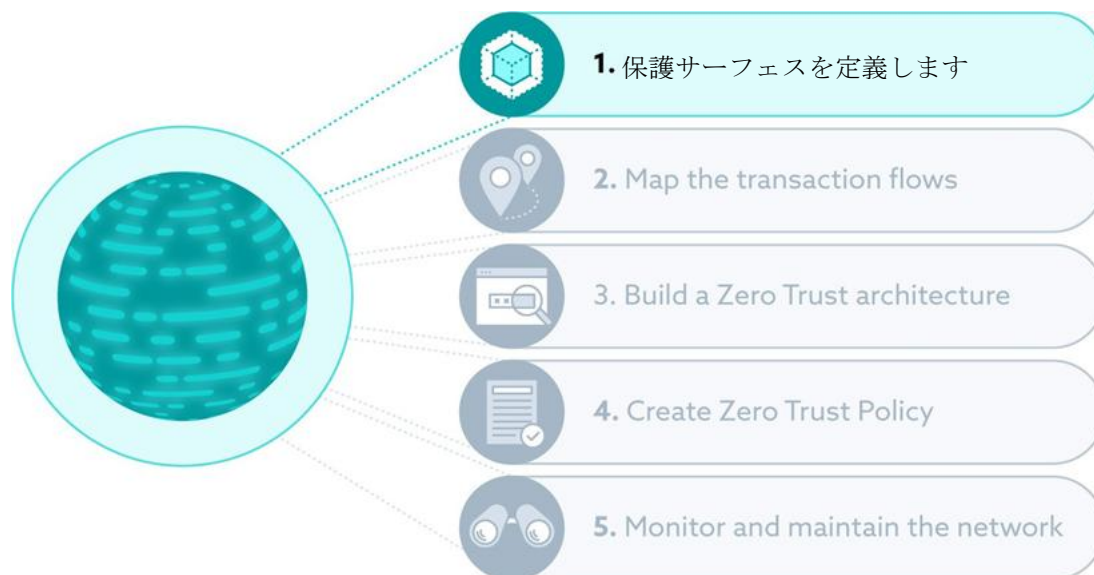 1. 保護サーフェスを定義します
2. Map the transaction flows
3. Build a Zero Trust architecture
4. Create Zero Trust Policy
5. Monitor and maintain the network